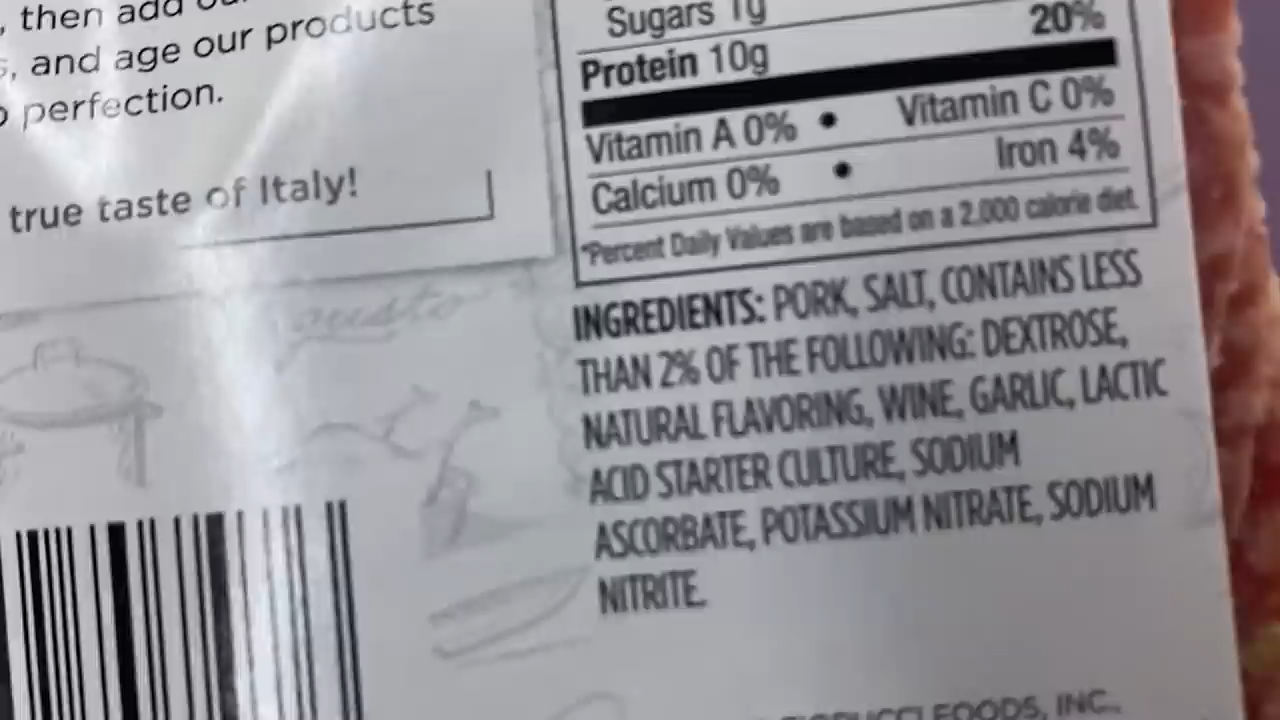 , then add
, and age our products
perfection.
true taste of Italy!
Sugars 1g
Protein 10g 20%
Vitamin A 0% • Vitamin C 0%
Calcium 0% • Iron 4%
*Percent Daily Values are based on a 2,000 calorie diet.
INGREDIENTS: PORK, SALT, CONTAINS LESS
THAN 2% OF THE FOLLOWING: DEXTROSE,
NATURAL FLAVORING, WINE, GARLIC, LACTIC
ACID STARTER CULTURE, SODIUM
ASCORBATE, POTASSIUM NITRATE, SODIUM
NITRITE.
FOODS, INC.